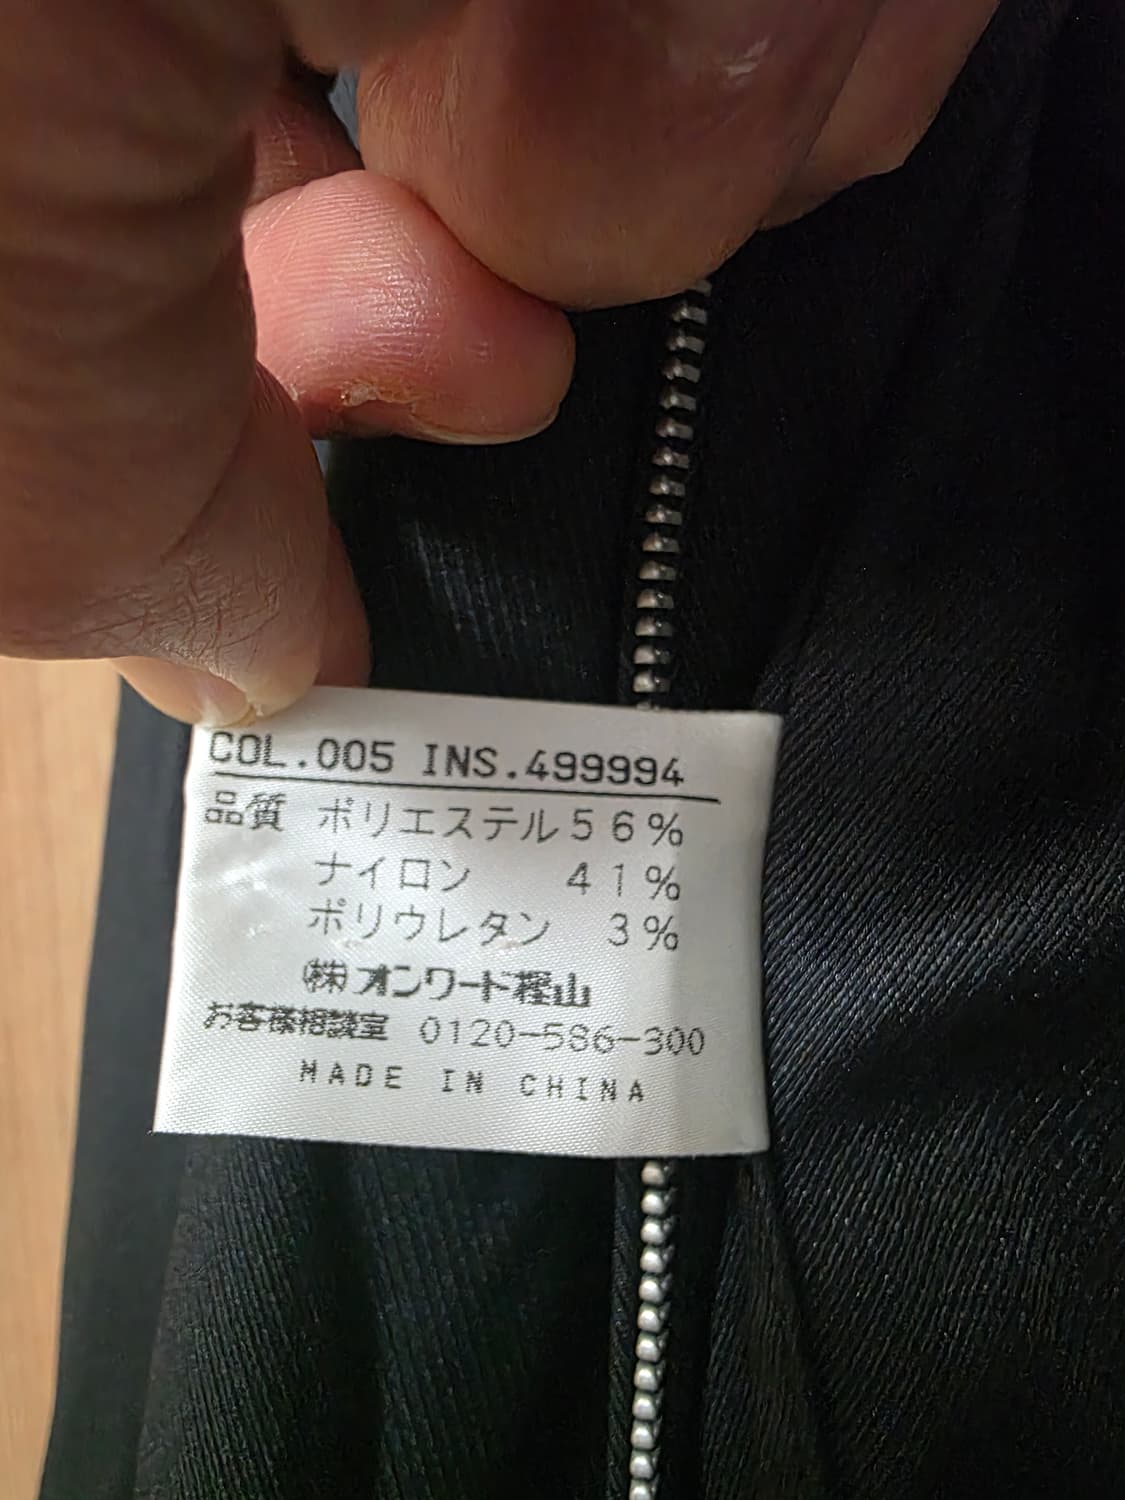 COL.005 INS.499994
品質 ポリエステル56%
ナイロン 41%
ポリウレタン 3%
㈱オンワード樫山
お客様相談室 0120-586-300
MADE IN CHINA